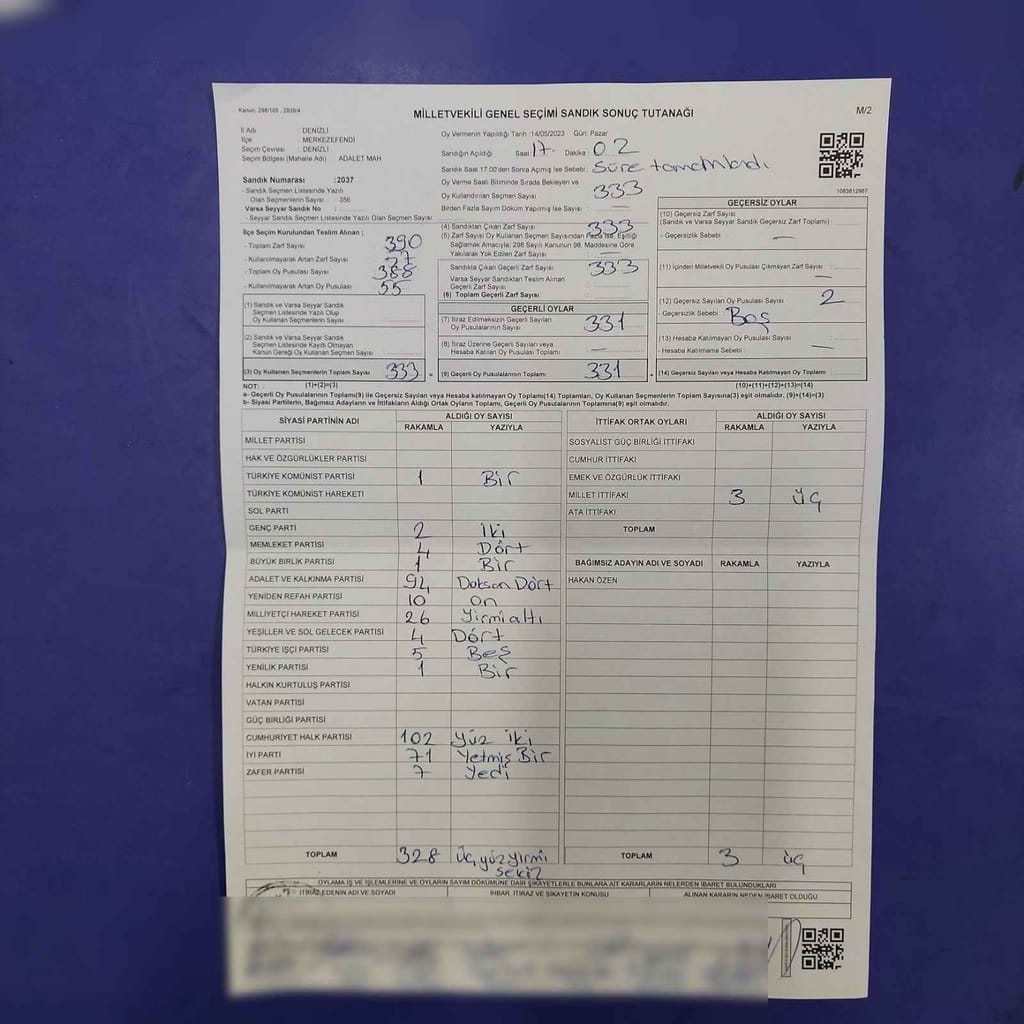 Kanun: 298/105 , 2839/4
MİLLETVEKİLİ GENEL SEÇİMİ SANDIK SONUÇ TUTANAĞI
M/2
İl Adı : DENİZLİ
İlçe : MERKEZEFENDİ
Seçim Çevresi : DENİZLİ
Seçim Bölgesi (Mahalle Adı) ADALET MAH
Sandık Numarası : 2037
- Sandık Seçmen Listesinde Yazılı
Olan Seçmenlerin Sayısı 356
Varsa Seyyar Sandık No :
- Seyyar Sandık Seçmen Listesinde Yazılı Olan Seçmen Sayısı
Oy Vermenin Yapıldığı Tarih : 14/05/2023 Gün: Pazar
Sandığın Açıldığı Saat 17. Dakika 02
Sandık Saat 17.00'den Sonra Açılmış İse Sebebi : Süre tamamlandı
Oy Verme Saati Bitiminde Sırada Bekleyen ve
Oy Kullandırılan Seçmen Sayısı : 333
Birden Fazla Sayım Döküm Yapılmış İse Sayısı : —
1083812987
İlçe Seçim Kurulundan Teslim Alınan ;
- Toplam Zarf Sayısı : 390
- Kullanılmayarak Artan Zarf Sayısı
- Toplam Oy Pusulası Sayısı : 388
- Kullanılmayarak Artan Oy Pusulası 55
(1) Sandık ve Varsa Seyyar Sandık
Seçmen Listesinde Yazılı Olup
Oy Kullanan Seçmenlerin Sayısı :
(2) Sandık ve Varsa Seyyar Sandık
Seçmen Listesinde Kayıtlı Olmayan
Kanun Gereği Oy Kullanan Seçmen Sayısı :
(3) Oy Kullanan Seçmenlerin Toplam Sayısı 333 =
(4) Sandıktan Çıkan Zarf Sayısı : 333
(5) Zarf Sayısı Oy Kullanan Seçmen Sayısından Fazla İse, Eşitliği
Sağlamak Amacıyla; 298 Sayılı Kanunun 98. Maddesine Göre
Yakılarak Yok Edilen Zarf Sayısı : —
Sandıkta Çıkan Geçerli Zarf Sayısı : 333
Varsa Seyyar Sandıktan Teslim Alınan
Geçerli Zarf Sayısı :
(6) Toplam Geçerli Zarf Sayısı :
GEÇERLİ OYLAR
(7) İtiraz Edilmeksizin Geçerli Sayılan
Oy Pusulalarının Sayısı : 331
(8) İtiraz Üzerine Geçerli Sayılan veya
Hesaba Katılan Oy Pusulası Toplamı : —
(9) Geçerli Oy Pusulalarının Toplamı : 331
GEÇERSİZ OYLAR
(10) Geçersiz Zarf Sayısı
(Sandık ve Varsa Seyyar Sandık Geçersiz Zarf Toplamı) :
- Geçersizlik Sebebi : —
(11) İçinden Milletvekili Oy Pusulası Çıkmayan Zarf Sayısı : —
(12) Geçersiz Sayılan Oy Pusulası Sayısı : 2
- Geçersizlik Sebebi : Boş
(13) Hesaba Katılmayan Oy Pusulası Sayısı : —
- Hesaba Katılmama Sebebi :
(14) Geçersiz Sayılan veya Hesaba Katılmayan Oy Toplamı :
NOT: . (1)+(2)=(3) (10)+(11)+(12)+(13)=(14)
a- Geçerli Oy Pusulalarının Toplamı(9) ile Geçersiz Sayılan veya Hesaba katılmayan Oy Toplamı(14) Toplamları, Oy Kullanan Seçmenlerin Toplam Sayısına(3) eşit olmalıdır. (9)+(14)=(3)
b- Siyasi Partilerin, Bağımsız Adayların ve İttifakların Aldığı Ortak Oyların Toplamı, Geçerli Oy Pusulalarının Toplamına(9) eşit olmalıdır.
SİYASİ PARTİNİN ADI ALDIĞI OY SAYISI
RAKAMLA YAZIYLA
MİLLET PARTİSİ
HAK VE ÖZGÜRLÜKLER PARTİSİ
TÜRKİYE KOMÜNİST PARTİSİ 1 Bir
TÜRKİYE KOMÜNİST HAREKETİ
SOL PARTİ
GENÇ PARTİ 2 iki
MEMLEKET PARTİSİ 4 Dört
BÜYÜK BİRLİK PARTİSİ 1 Bir
ADALET VE KALKINMA PARTİSİ 94 Doksan Dört
YENİDEN REFAH PARTİSİ 10 on
MİLLİYETÇİ HAREKET PARTİSİ 26 yirmialtı
YEŞİLLER VE SOL GELECEK PARTİSİ 4 Dört
TÜRKİYE İŞÇİ PARTİSİ 5 Beş
YENİLİK PARTİSİ 1 Bir
HALKIN KURTULUŞ PARTİSİ
VATAN PARTİSİ
GÜÇ BİRLİĞİ PARTİSİ
CUMHURİYET HALK PARTİSİ 102 Yüz iki
İYİ PARTİ 71 Yetmiş Bir
ZAFER PARTİSİ 7 Yedi
TOPLAM 328 üçyüzyirmi
sekiz
İTTİFAK ORTAK OYLARI ALDIĞI OY SAYISI
RAKAMLA YAZIYLA
SOSYALİST GÜÇ BİRLİĞİ İTTİFAKI
CUMHUR İTTİFAKI
EMEK VE ÖZGÜRLÜK İTTİFAKI
MİLLET İTTİFAKI 3 üç
ATA İTTİFAKI
TOPLAM
BAĞIMSIZ ADAYIN ADI VE SOYADI RAKAMLA YAZIYLA
HAKAN ÖZEN
TOPLAM 3 üç
OYLAMA İŞ VE İŞLEMLERİNE VE OYLARIN SAYIM DÖKÜMÜNE DAİR ŞİKAYETLERLE BUNLARA AİT KARARLARIN NELERDEN İBARET BULUNDUKLARI
İTİRAZ EDENİN ADI VE SOYADI İHBAR, İTİRAZ VE ŞİKAYETİN KONUSU ALINAN KARARIN NEDEN İBARET OLDUĞU